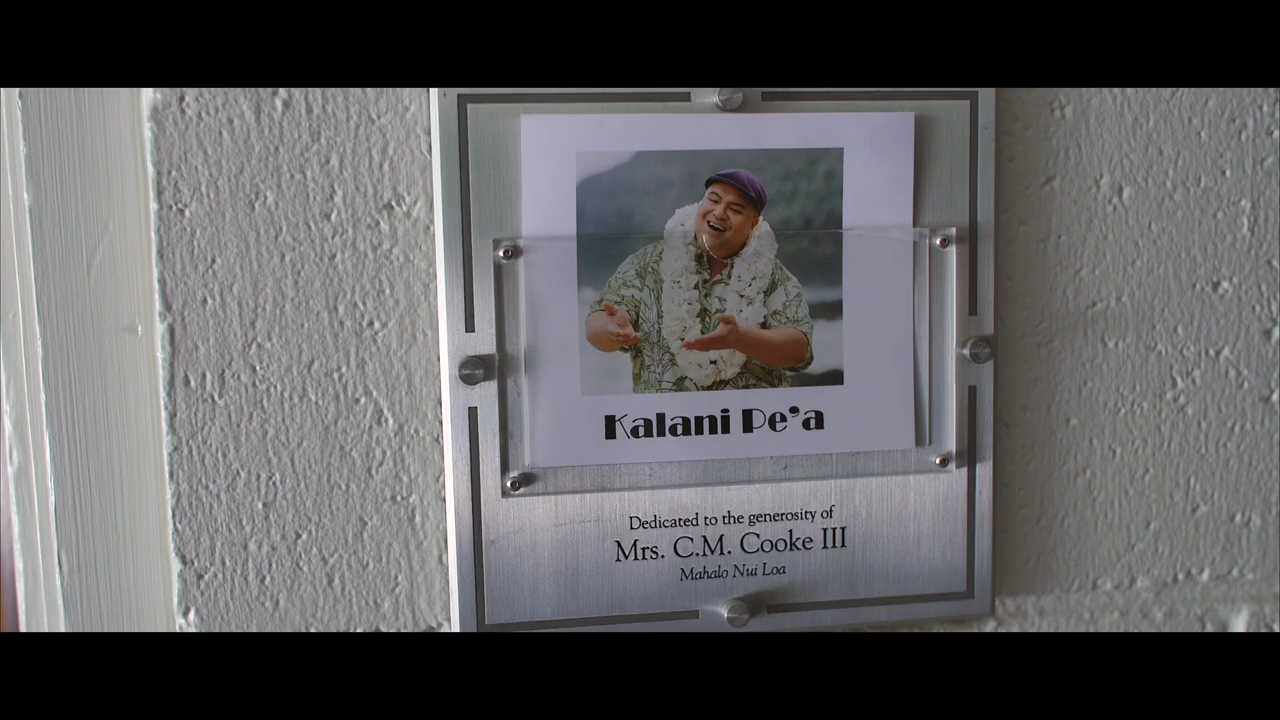 Kalani Pe’a
Dedicated to the generosity of
Mrs. C.M. Cooke III
Mahalo Nui Loa